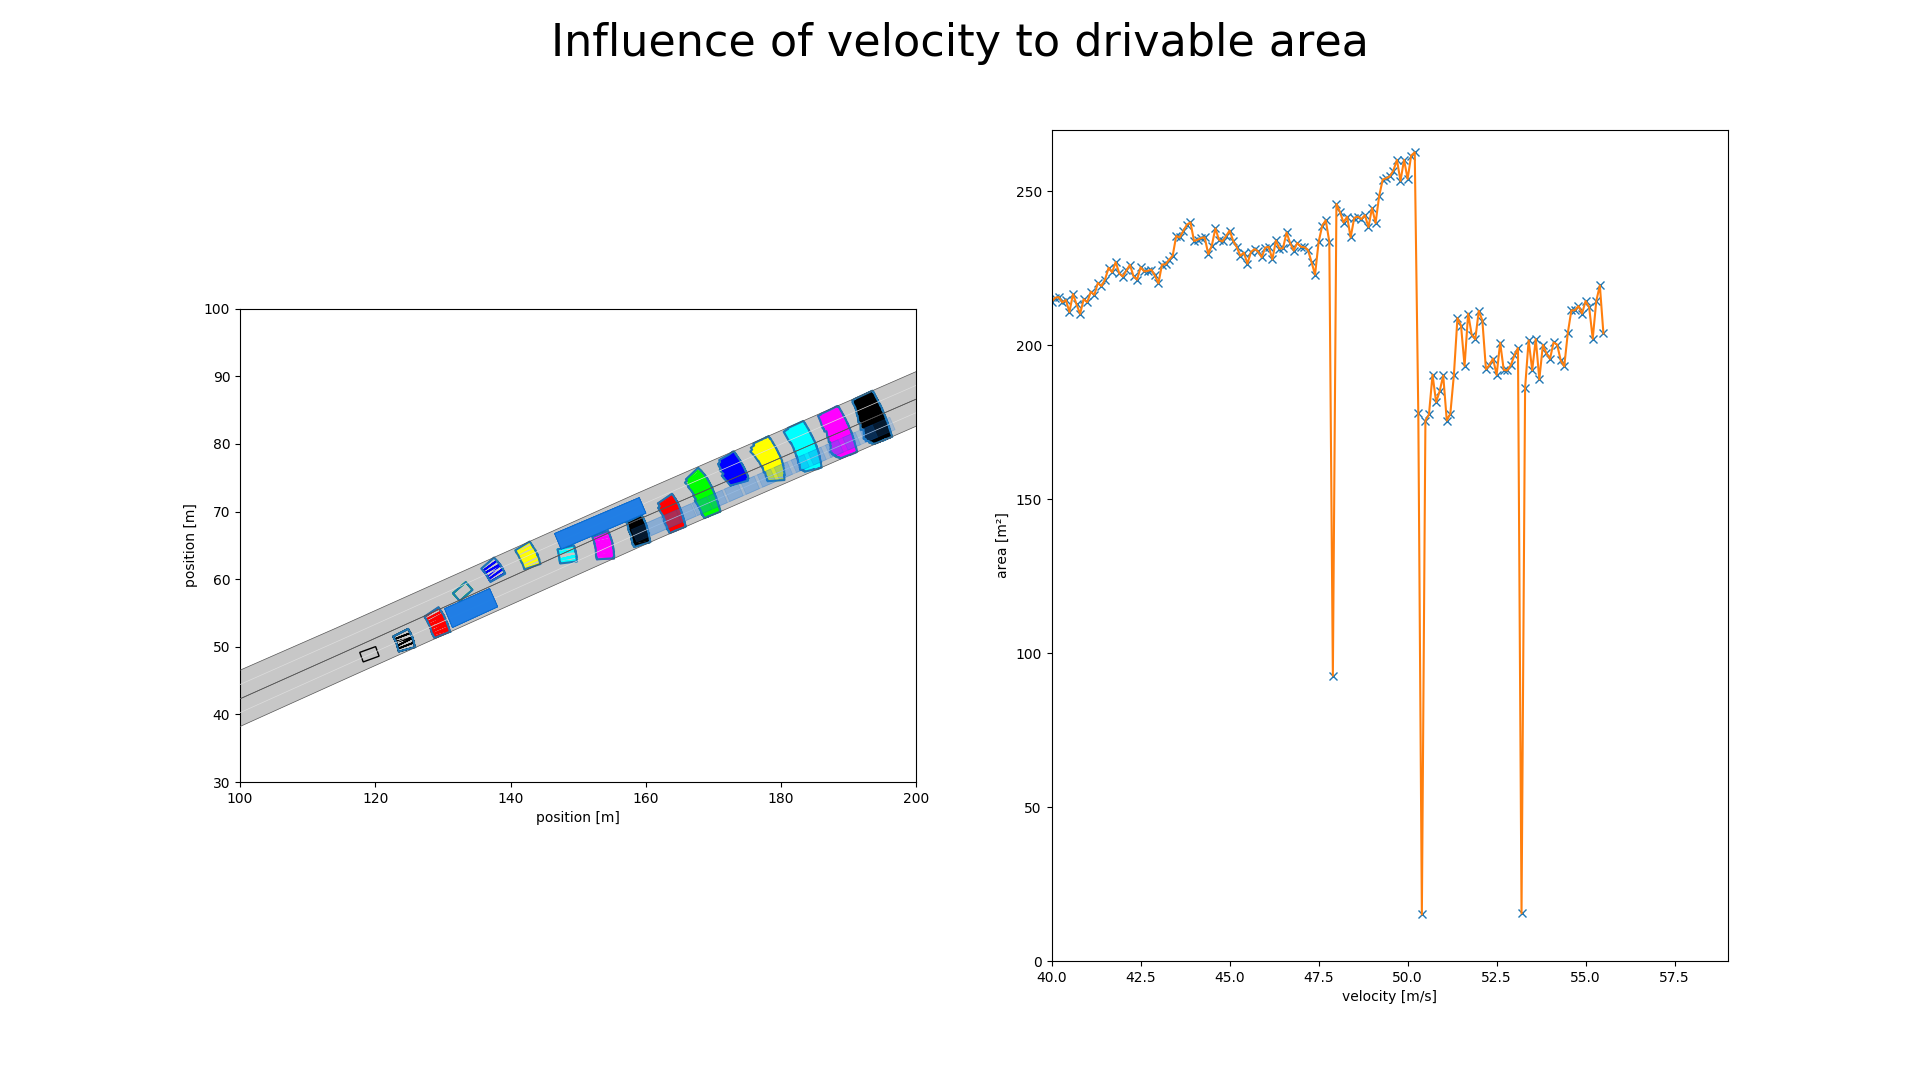 Influence of velocity to drivable area
100
90
80
70
60
50
40
30
position [m]
100 120 140 160 180 200
position [m]
250
200
150
100
50
0
area [m²]
40.0 42.5 45.0 47.5 50.0 52.5 55.0 57.5
velocity [m/s]